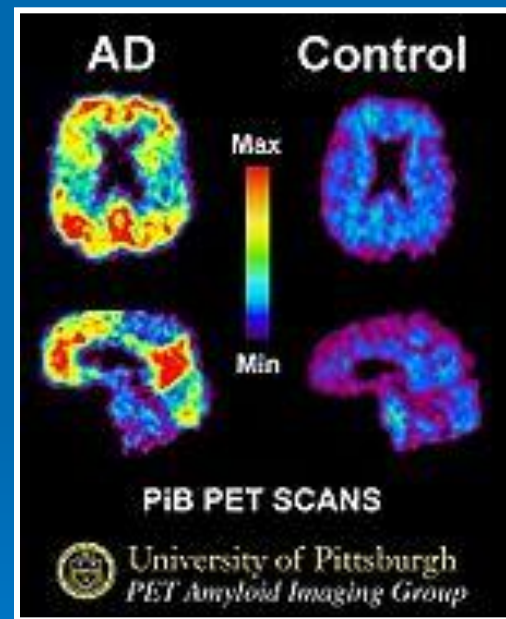 AD Control
Max
Min
PiB PET SCANS
University of Pittsburgh
PET Amyloid Imaging Group